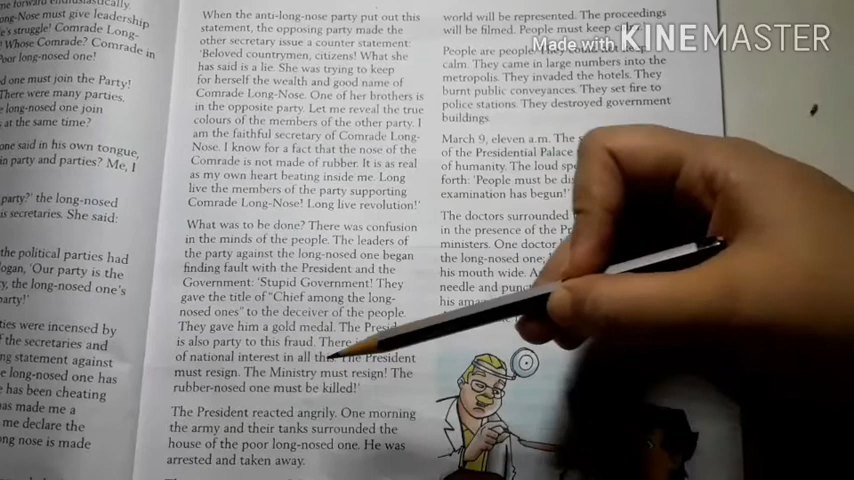 me forward enthusiastically.
g-Nose must give leadership
's struggle! Comrade Long-
! Whose Comrade? Comrade in
Poor long-nosed one!
d one must join the Party!
There were many parties.
e long-nosed one join
s at the same time?
ne said in his own tongue,
in party and parties? Me, I
party?' the long-nosed
is secretaries. She said:
the political parties had
logan, 'Our party is the
y, the long-nosed one's
party!'
ties were incensed by
the secretaries and
ng statement against
e long-nosed one has
e has been cheating
has made me a
me declare the
ng nose is made
When the anti-long-nose party put out this
statement, the opposing party made the
other secretary issue a counter statement:
'Beloved countrymen, citizens! What she
has said is a lie. She was trying to keep
for herself the wealth and good name of
Comrade Long-Nose. One of her brothers is
in the opposite party. Let me reveal the true
colours of the members of the other party. I
am the faithful secretary of Comrade Long-
Nose. I know for a fact that the nose of the
Comrade is not made of rubber. It is as real
as my own heart beating inside me. Long
live the members of the party supporting
Comrade Long-Nose! Long live revolution!'
What was to be done? There was confusion
in the minds of the people. The leaders of
the party against the long-nosed one began
finding fault with the President and the
Government: 'Stupid Government! They
gave the title of "Chief among the long-
nosed ones" to the deceiver of the people.
They gave him a gold medal. The
is also party to this fraud. There
of national interest in all The President
must resign. The Ministry must resign! The
rubber-nosed one must be killed!'
The President reacted angrily. One morning
the army and their tanks surrounded the
house of the poor long-nosed one. He was
arrested and taken away.
world will be represented. The proceedings
will be filmed. People must keep
People are people. They
calm. They came in large numbers into the
metropolis. They invaded the hotels. They
burnt public conveyances. They set fire to
police stations. They destroyed government
buildings.
March 9, eleven a.m. The
of the Presidential Palace
of humanity. The loud
forth: 'People must be
examination has begun!'
The doctors surrounded
in the presence of the
ministers. One doctor
his mouth wide.
needle and
his
Made with KINEMASTER